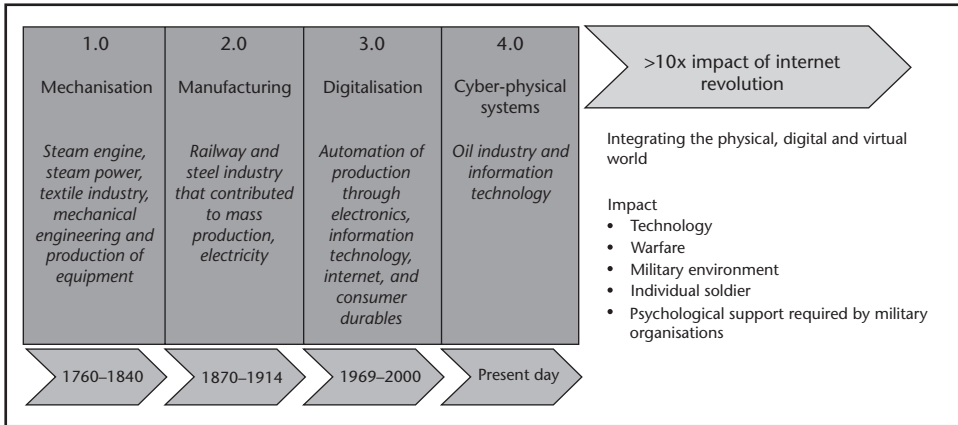 1.0
Mechanisation
Steam engine,
steam power,
textile industry,
mechanical
engineering and
production of
equipment
1760–1840
2.0
Manufacturing
Railway and
steel industry
that contributed
to mass
production,
electricity
1870–1914
3.0
Digitalisation
Automation of
production
through
electronics,
information
technology,
internet, and
consumer
durables
1969–2000
4.0
Cyber-physical
systems
Oil industry and
information
technology
Present day
>10x impact of internet
revolution
Integrating the physical, digital and virtual
world
Impact
• Technology
• Warfare
• Military environment
• Individual soldier
• Psychological support required by military
organisations